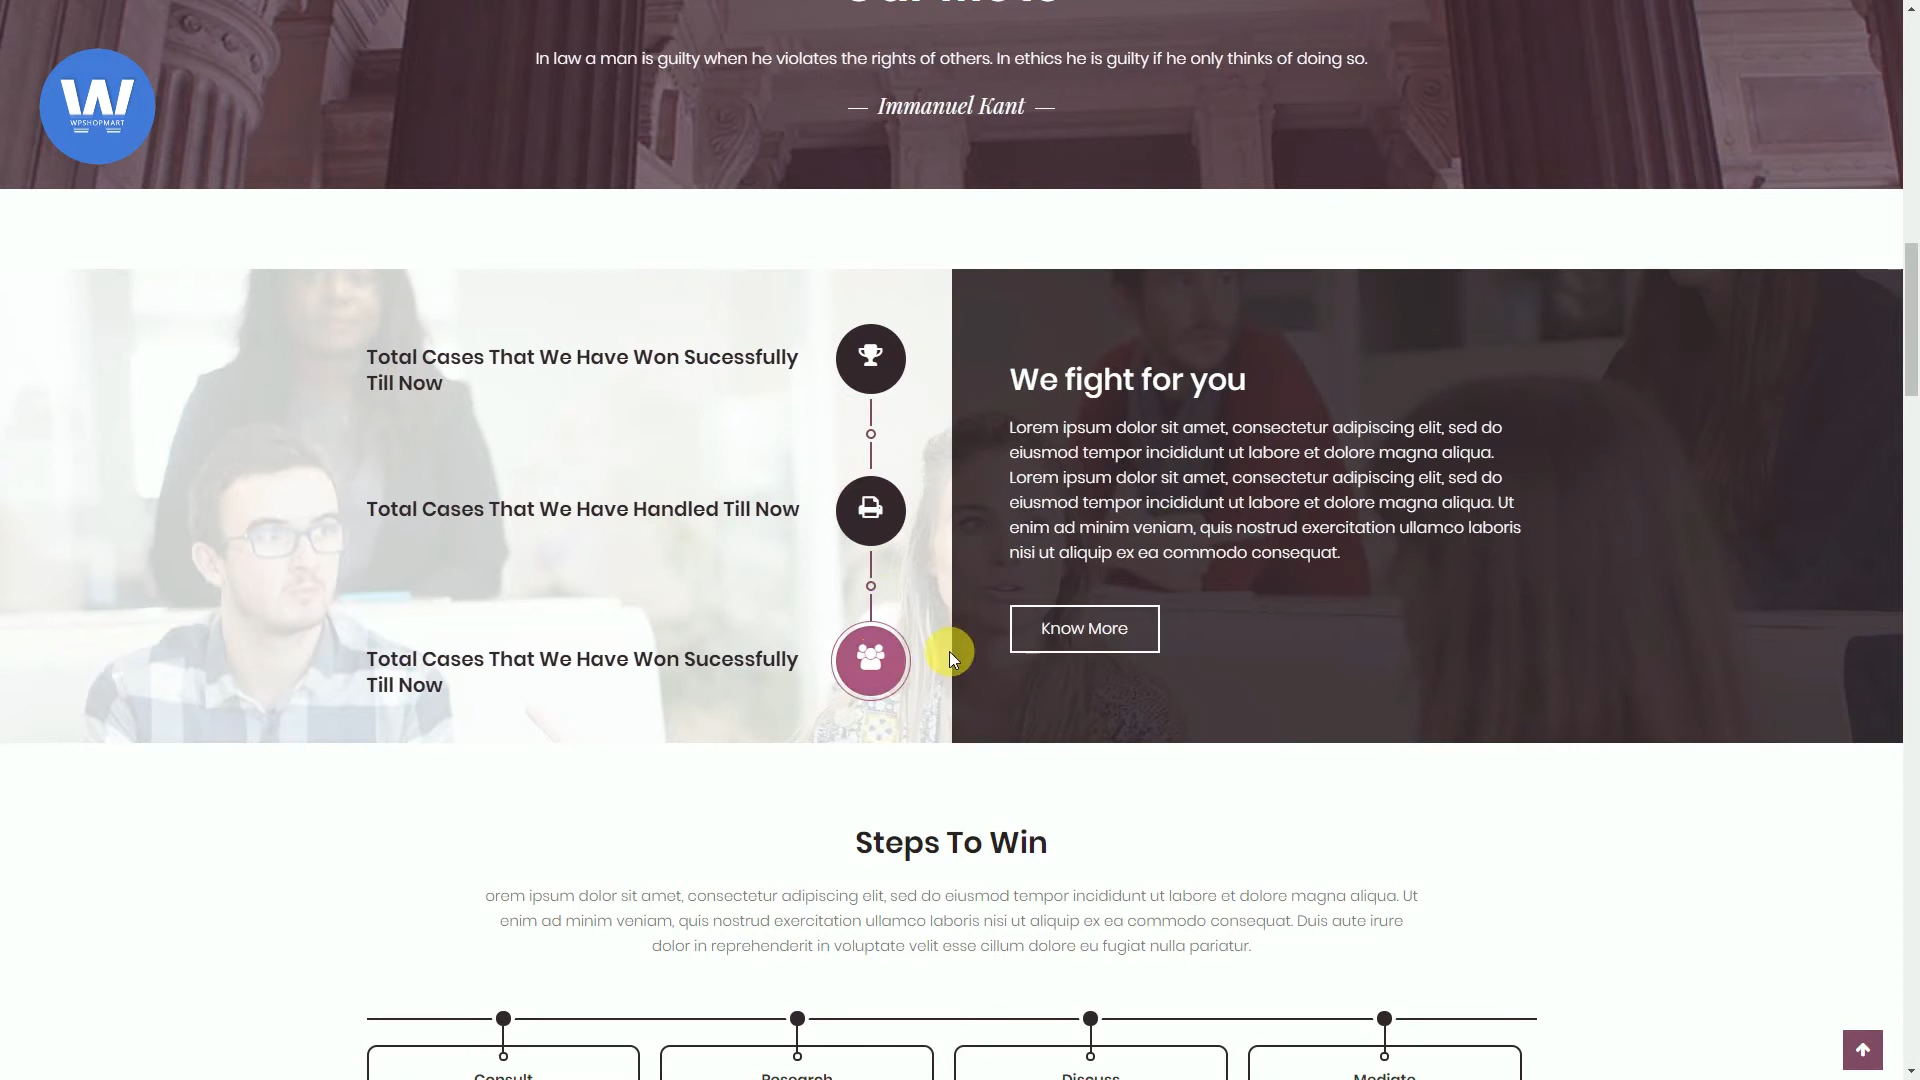 In law a man is guilty when he violates the rights of others. In ethics he is guilty if he only thinks of doing so.
Immanuel Kant
W
WPSHOPMART
Total Cases That We Have Won Sucessfully
Till Now
Total Cases That We Have Handled Till Now
Total Cases That We Have Won Sucessfully
Till Now
We fight for you
Lorem ipsum dolor sit amet, consectetur adipiscing elit, sed do
eiusmod tempor incididunt ut labore et dolore magna aliqua.
Lorem ipsum dolor sit amet, consectetur adipiscing elit, sed do
eiusmod tempor incididunt ut labore et dolore magna aliqua. Ut
enim ad minim veniam, quis nostrud exercitation ullamco laboris
nisi ut aliquip ex ea commodo consequat.
Know More
Steps To Win
orem ipsum dolor sit amet, consectetur adipiscing elit, sed do eiusmod tempor incididunt ut labore et dolore magna aliqua. Ut
enim ad minim veniam, quis nostrud exercitation ullamco laboris nisi ut aliquip ex ea commodo consequat. Duis aute irure
dolor in reprehenderit in voluptate velit esse cillum dolore eu fugiat nulla pariatur.
Consult
Research
Discuss
Mediate